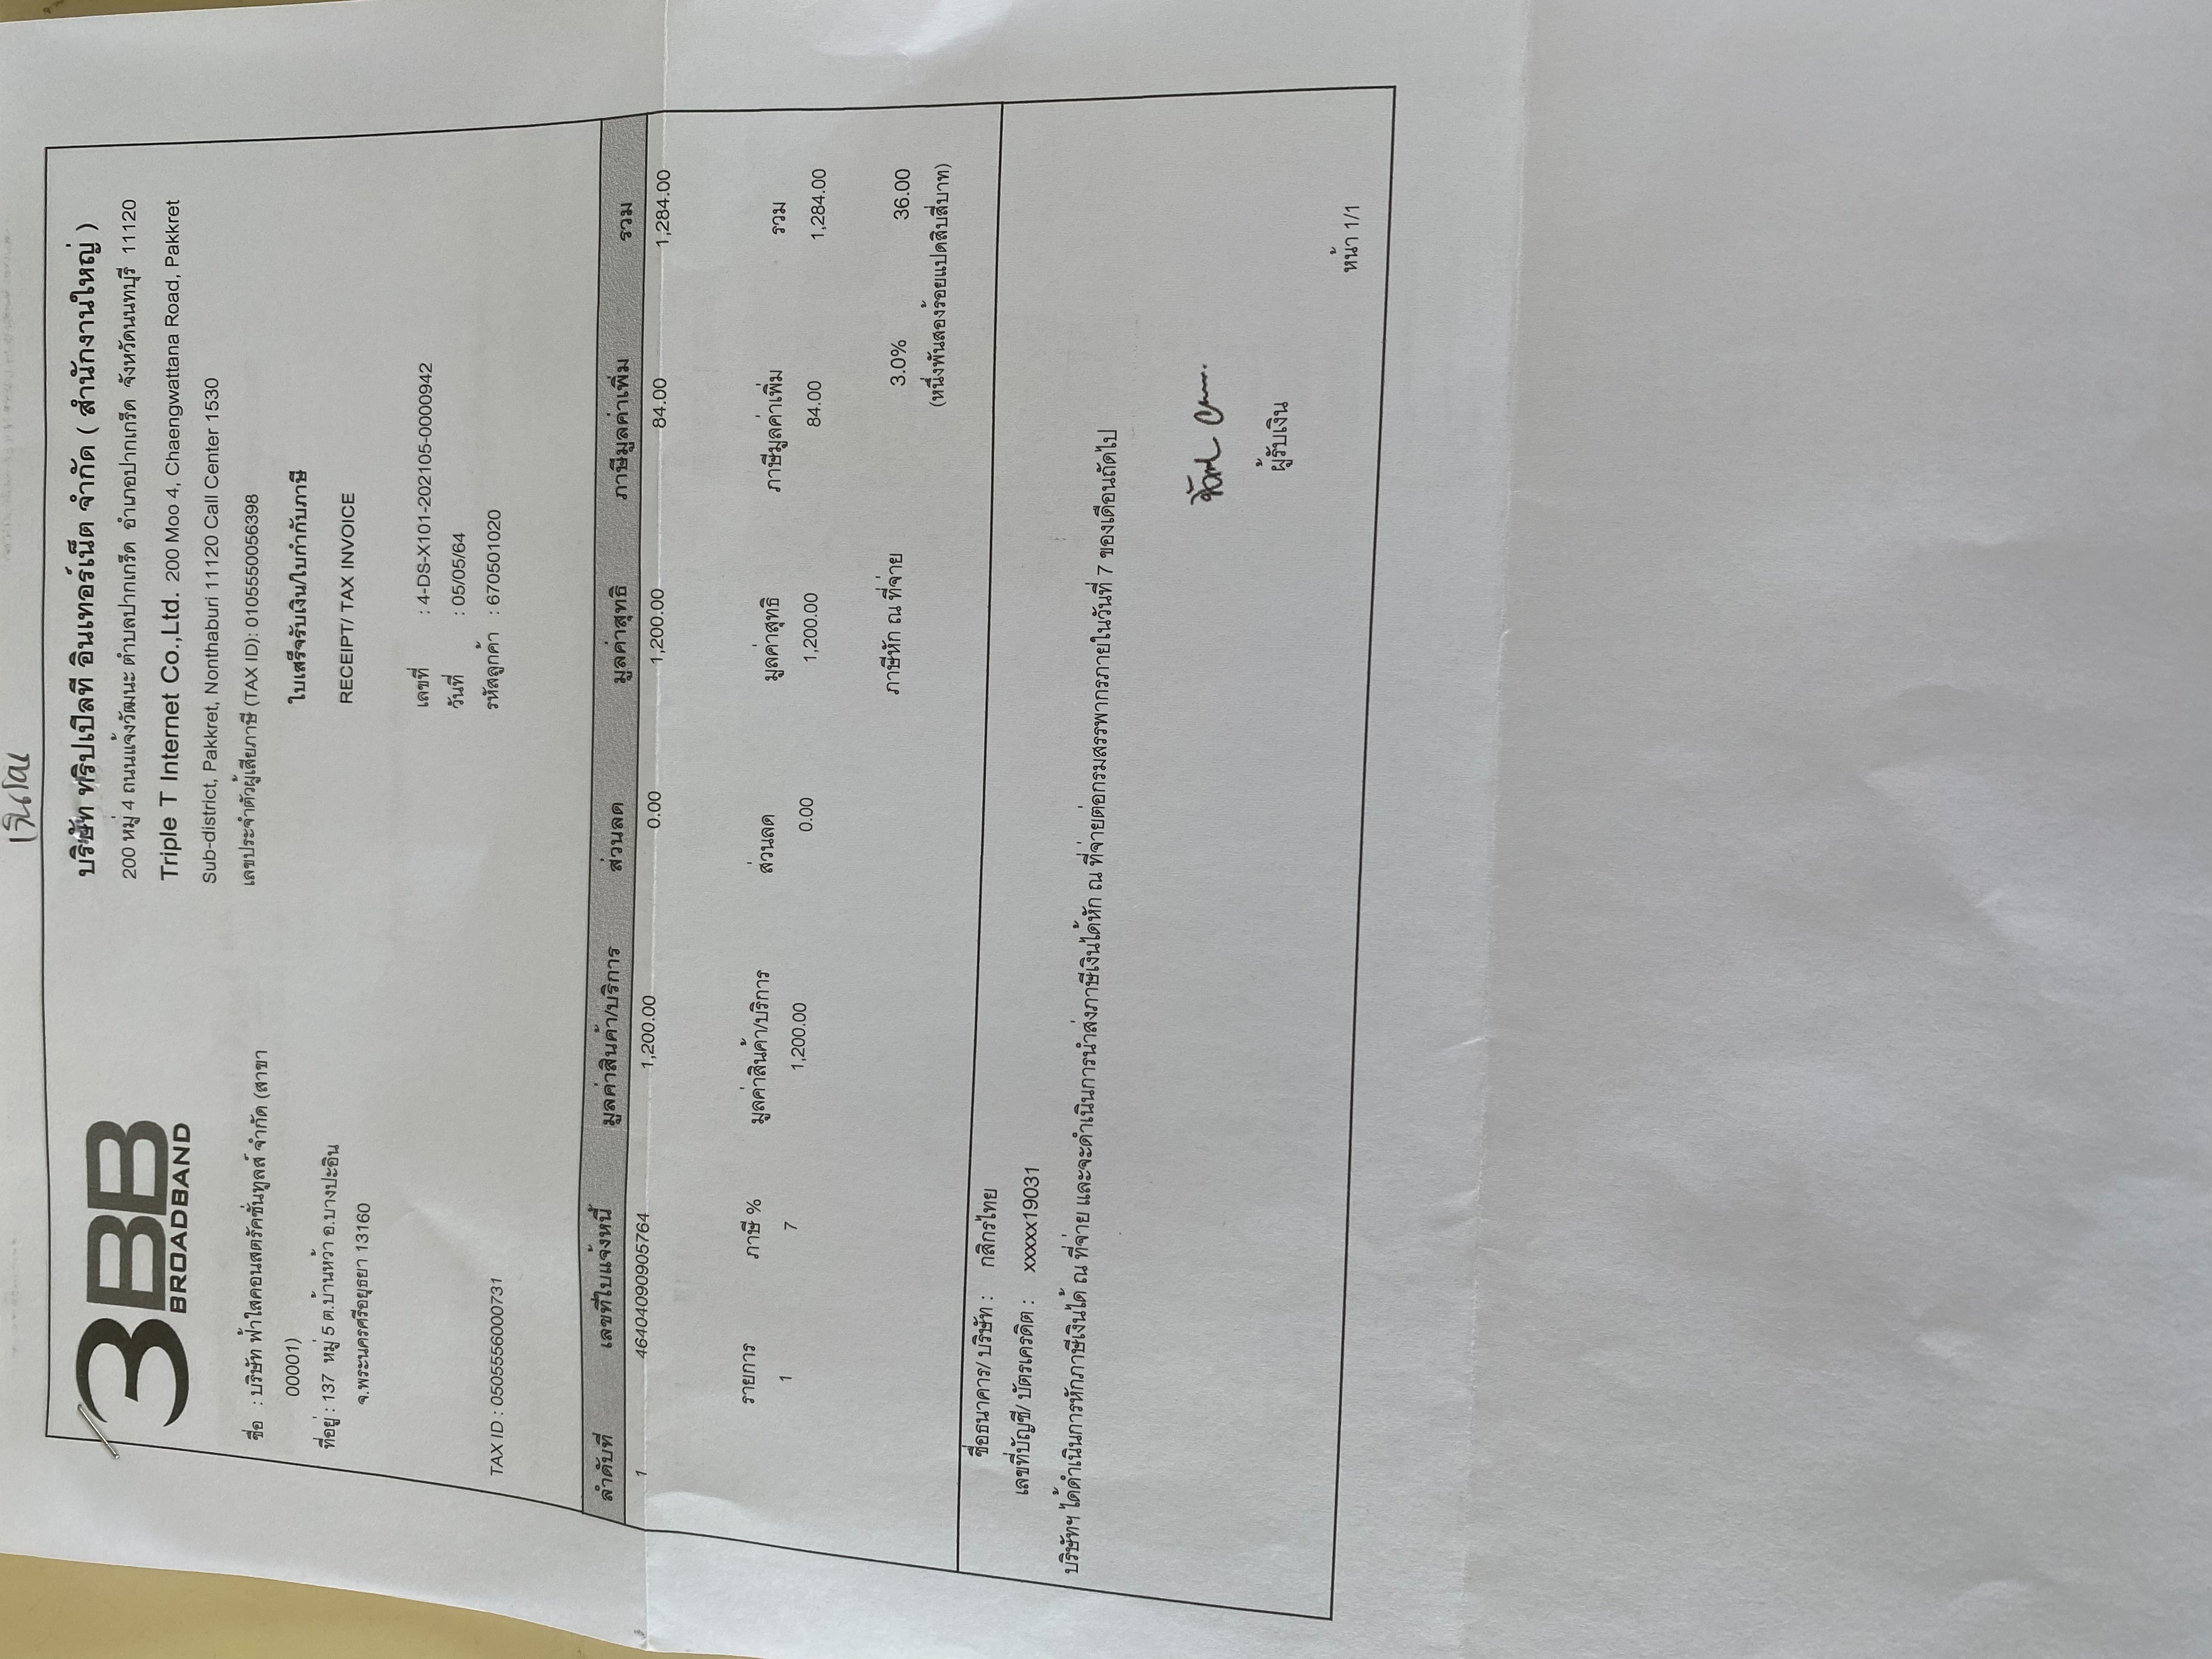 3BB
BROADBAND
บริษัท ทริปเปิลที อินเทอร์เน็ต จำกัด ( สำนักงานใหญ่ )
200 หมู่ 4 ถนนแจ้งวัฒนะ ตำบลปากเกร็ด อำเภอปากเกร็ด จังหวัดนนทบุรี 11120
Triple T Internet Co.,Ltd. 200 Moo 4, Chaengwattana Road, Pakkret
Sub-district, Pakkret, Nonthaburi 11120 Call Center 1530
เลขประจำตัวผู้เสียภาษี (TAX ID): 0105550056398
ชื่อ : บริษัท ฟ้าใสคอนสตรัคชั่นทูลส์ จำกัด (สาขา
00001)
ที่อยู่ : 137 หมู่ 5 ต.บ้านหว้า อ.บางปะอิน
จ.พระนครศรีอยุธยา 13160
TAX ID : 0505556000731
ใบเสร็จรับเงิน/ใบกำกับภาษี
RECEIPT/ TAX INVOICE
เลขที่ : 4-DS-X101-202105-0000942
วันที่ : 05/05/64
รหัสลูกค้า : 670501020
ลำดับที่ เลขที่ใบแจ้งหนี้ มูลค่าสินค้า/บริการ ส่วนลด มูลค่าสุทธิ ภาษีมูลค่าเพิ่ม รวม
1 46404090905764 1,200.00 0.00 1,200.00 84.00 1,284.00
รายการ ภาษี % มูลค่าสินค้า/บริการ ส่วนลด มูลค่าสุทธิ ภาษีมูลค่าเพิ่ม รวม
1 7 1,200.00 0.00 1,200.00 84.00 1,284.00
ภาษีหัก ณ ที่จ่าย 3.0% 36.00
(หนึ่งพันสองร้อยแปดสิบสี่บาท)
ชื่อธนาคาร/ บริษัท : กสิกรไทย
เลขที่บัญชี/ บัตรเครดิต : xxxxx19031
บริษัทฯ ได้ดำเนินการหักภาษีเงินได้ ณ ที่จ่าย และจะดำเนินการนำส่งภาษีเงินได้หัก ณ ที่จ่ายต่อกรมสรรพากรภายในวันที่ 7 ของเดือนถัดไป
ผู้รับเงิน
หน้า 1/1